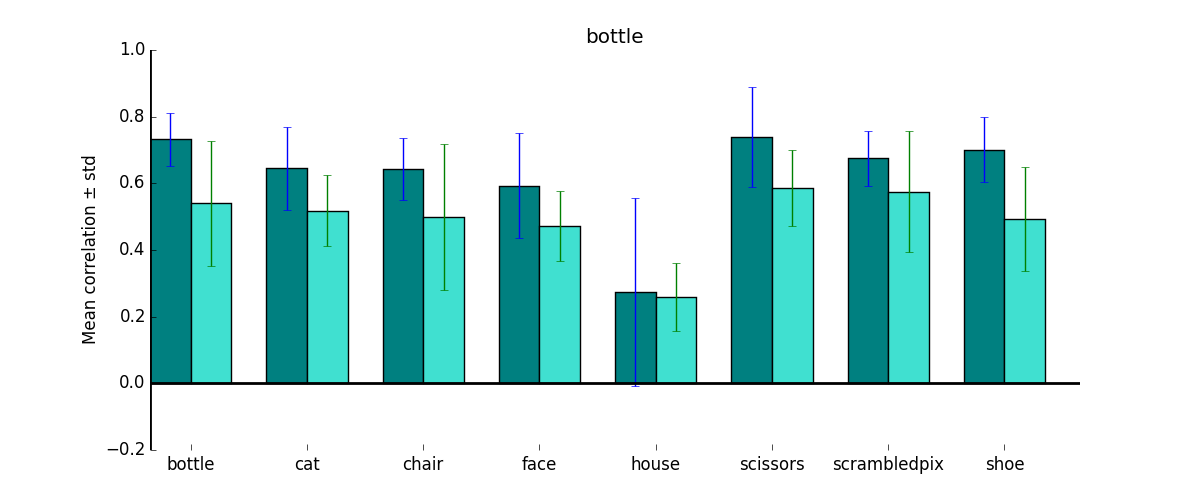 bottle
Mean correlation ± std
1.0
0.8
0.6
0.4
0.2
0.0
−0.2
bottle cat chair face house scissors scrambledpix shoe